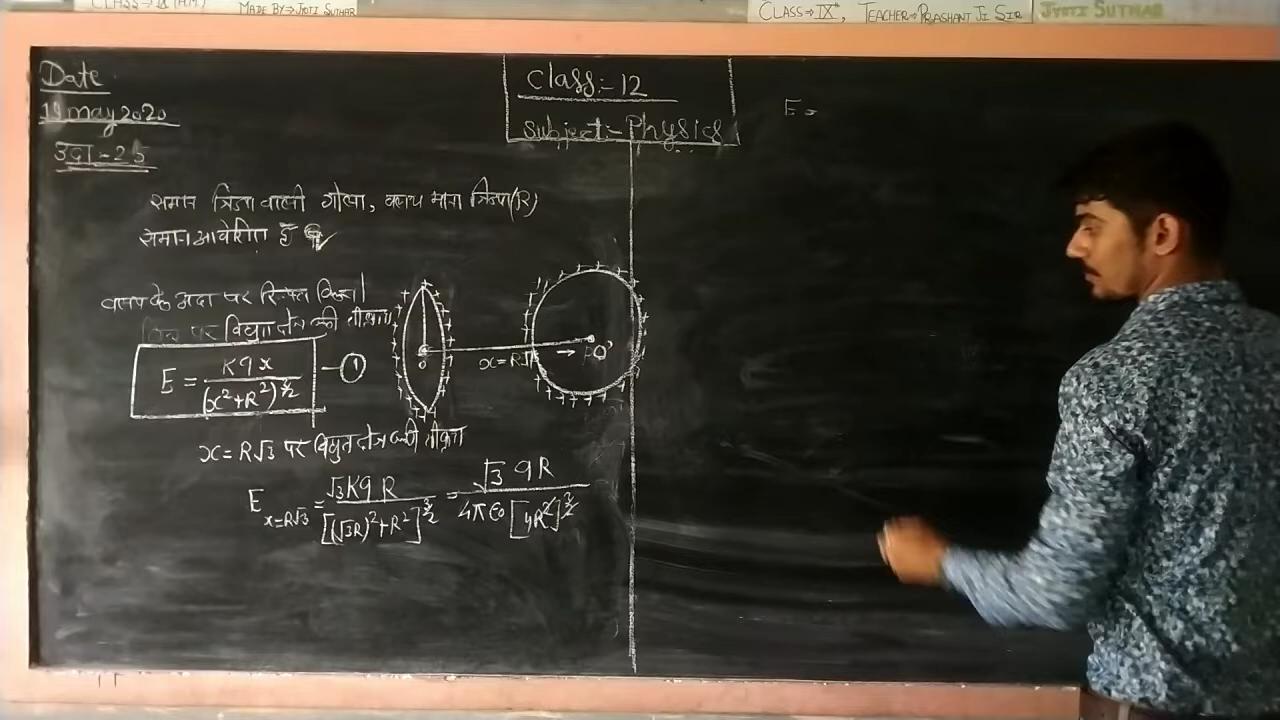 MADE BY→JYOTI SUTHAR
CLASS→IXth, TEACHER→PRASHANT JI SIR
JYOTI SUTHAR
Date
19 may 2020
उदा:-25
Class:-12
Subject:-Physics
E =
समान त्रिज्या वाली गोला, वलय माना त्रिज्या(R)
समान आवेशित है
वलय के अक्ष पर स्थित किसी
बिन्दु पर विद्युत क्षेत्र की तीव्रता
E = Kqx / (x²+R²)^3/2 - ①
O
x=R√3
→
O'
x=R√3 पर विद्युत क्षेत्र की तीव्रता
E x=R√3 = √3KqR / [(√3R)²+R²]^3/2 = √3 qR / 4πϵ0 [4R²]^3/2